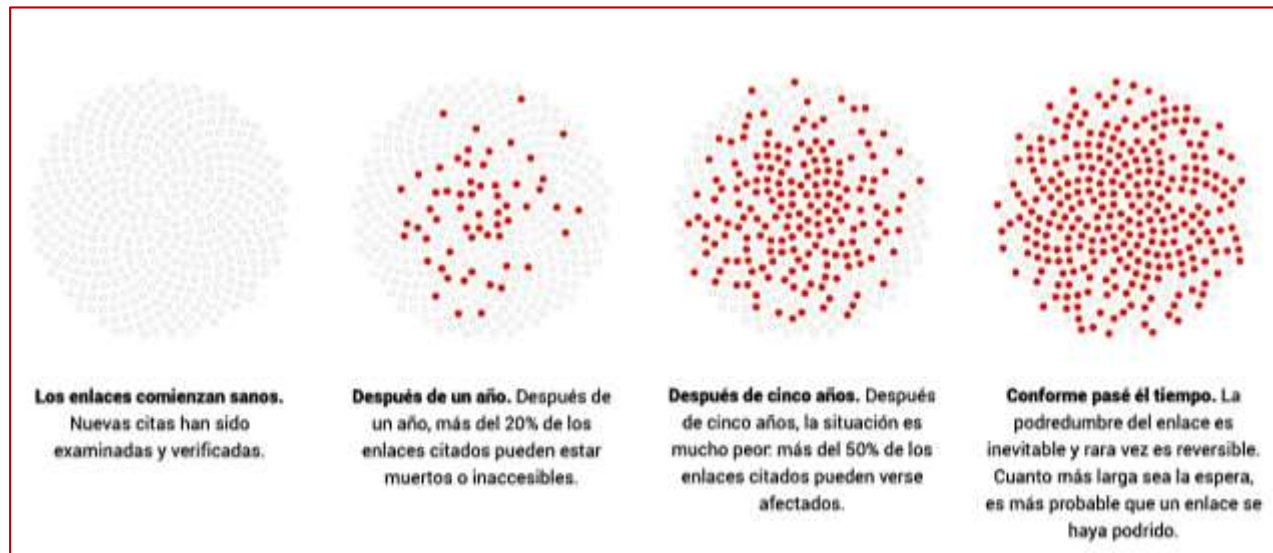 Los enlaces comienzan sanos.
Nuevas citas han sido
examinadas y verificadas.
Después de un año. Después de
un año, más del 20% de los
enlaces citados pueden estar
muertos o inaccesibles.
Después de cinco años. Después
de cinco años, la situación es
mucho peor: más del 50% de los
enlaces citados pueden verse
afectados.
Conforme pasé él tiempo. La
podredumbre del enlace es
inevitable y rara vez es reversible.
Cuanto más larga sea la espera,
es más probable que un enlace se
haya podrido.